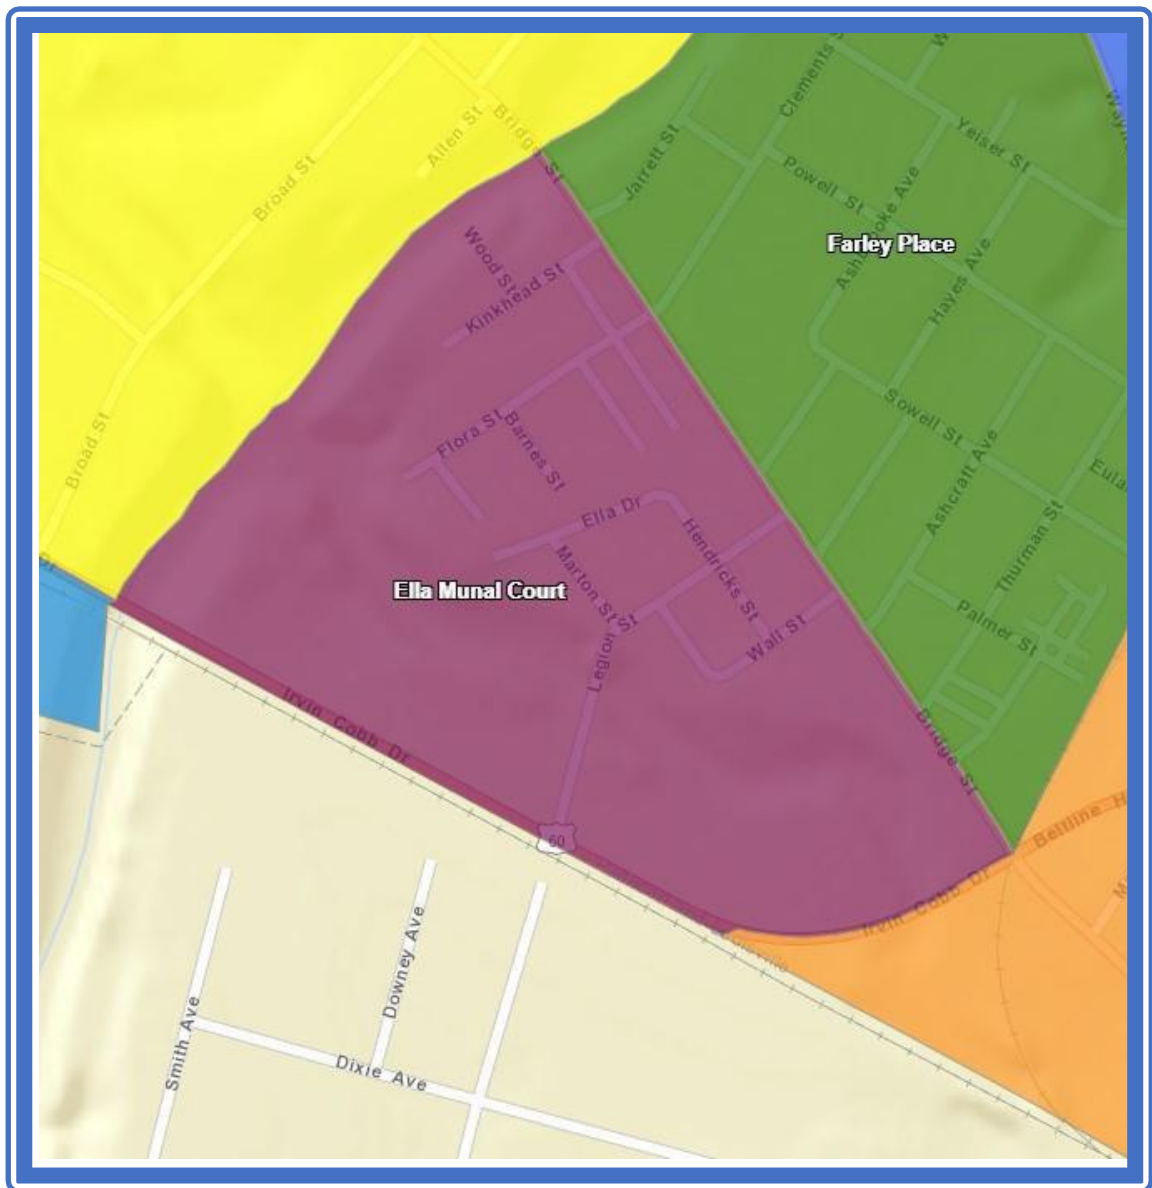 Clements S
Yeiser St
Bridge St
Allen St
Jarrett St
Broad St
Powell St
Farley Place
Hayes Ave
Wood St
Kinkhead St
Broad St
Flora St
Barnes St
Sowell St
Ashcraft Ave
Ella Dr
Hendricks St
Thurman St
Marton St
Ella Munal Court
Palmer St
Legion St
Wall St
Irvin Cobb Dr
Bridge St
60
Beltline H
Irvin Cobb Dr
Downey Ave
Smith Ave
Dixie Ave